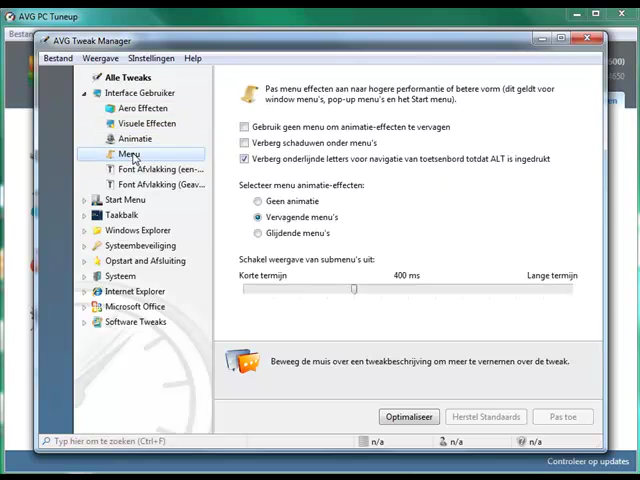 AVG PC Tuneup
AVG Tweak Manager
Bestand Weergave SInstellingen Help
Alle Tweaks
Interface Gebruiker
Aero Effecten
Visuele Effecten
Animatie
Menu
Font Afvlakking (een-...
Font Afvlakking (Geav...
Start Menu
Taakbalk
Windows Explorer
Systeembeveiliging
Opstart and Afsluiting
Systeem
Internet Explorer
Microsoft Office
Software Tweaks
Pas menu effecten aan naar hogere performantie of betere vorm (dit geldt voor
window menu's, pop-up menu's en het Start menu).
Gebruik geen menu om animatie-effecten te vervagen
Verberg schaduwen onder menu's
Verberg onderlijnde letters voor navigatie van toetsenbord totdat ALT is ingedrukt
Selecteer menu animatie-effecten:
Geen animatie
Vervagende menu's
Glijdende menu's
Schakel weergave van submenu's uit:
Korte termijn 400 ms Lange termijn
Beweeg de muis over een tweakbeschrijving om meer te vernemen over de tweak.
Optimaliseer Herstel Standaards Pas toe
Typ hier om te zoeken (Ctrl+F) n/a n/a n/a
Controleer op updates